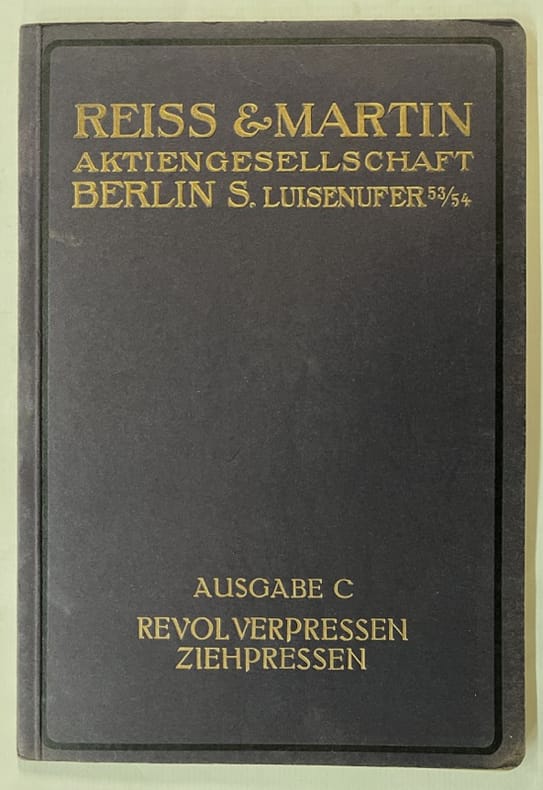 REISS & MARTIN
AKTIENGESELLSCHAFT
BERLIN S. LUISENUFER 53/54
AUSGABE C
REVOLVERPRESSEN
ZIEHPRESSEN